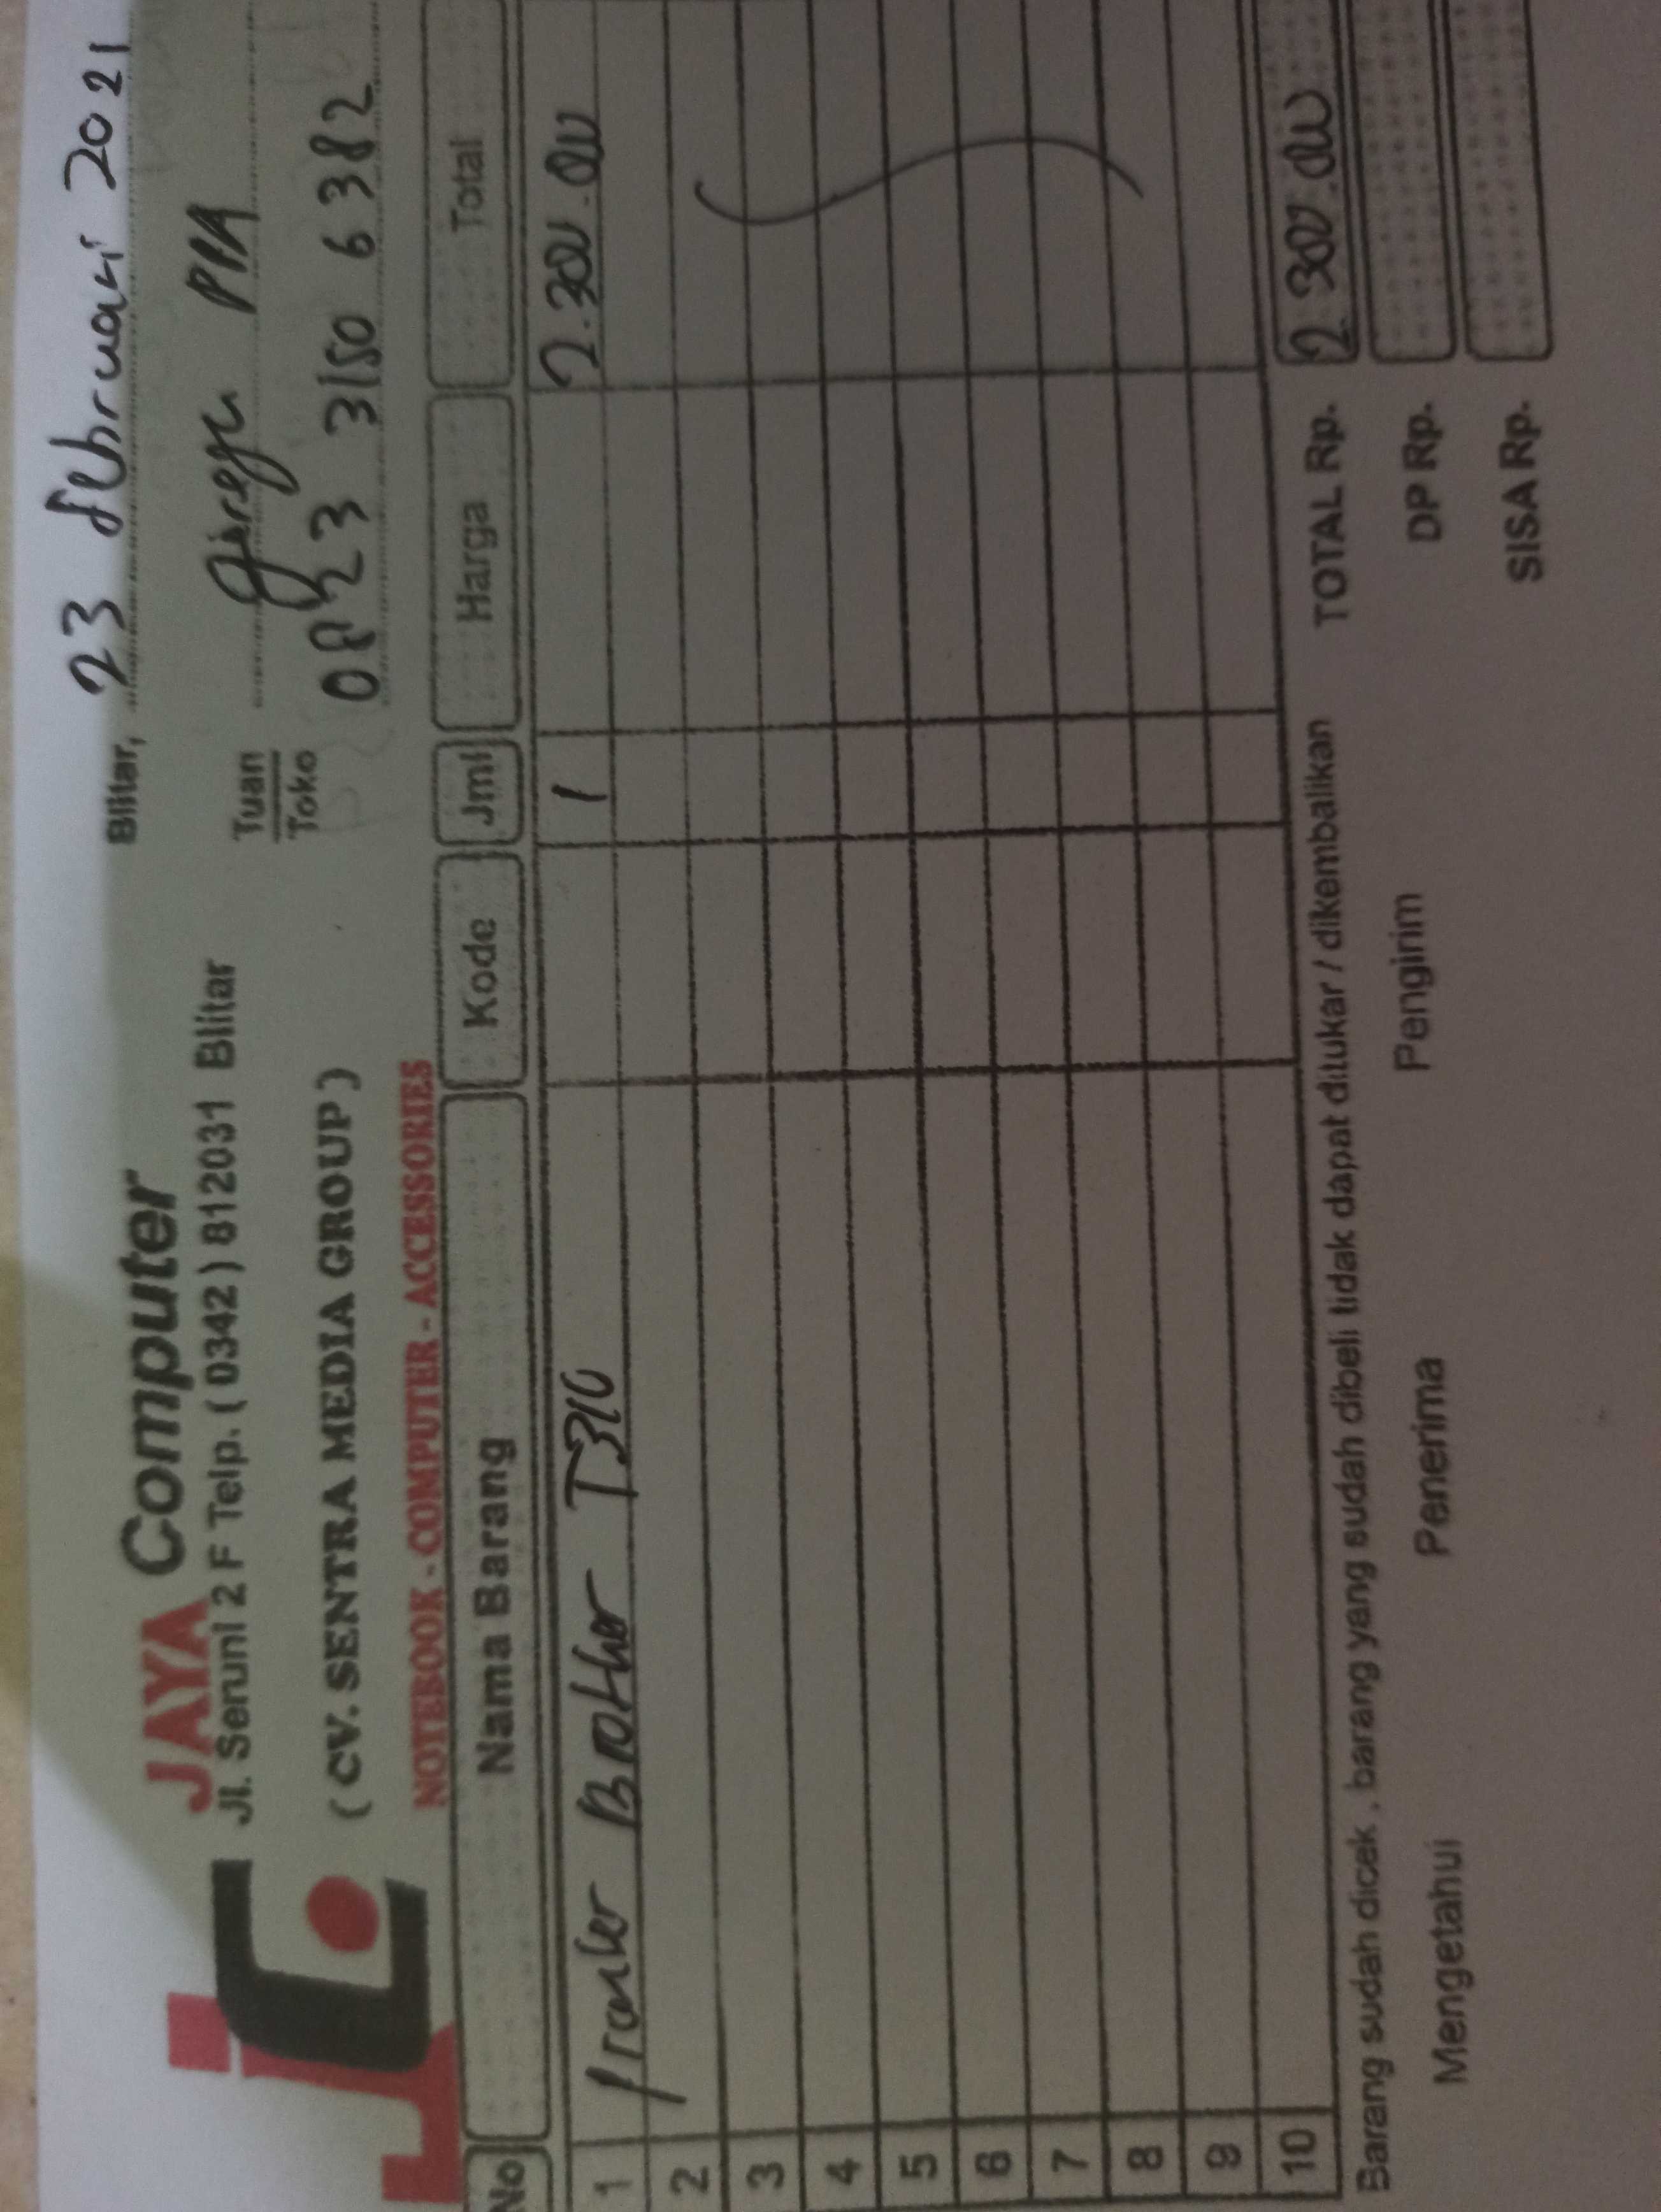 JAYA Computer
Jl. Seruni 2 F Telp. ( 0342 ) 812031 Blitar
( CV. SENTRA MEDIA GROUP )
NOTEBOOK - COMPUTER - ACCESSORIES
Blitar, 23 Februari 2021
Tuan
Toko
0823 3150 6382
No Nama Barang Kode Jml Harga Total
1 Printer Brother T310 1 2.300.000
2
3
4
5
6
7
8
9
10
TOTAL Rp. 2.300.000
Barang sudah dicek , barang yang sudah dibeli tidak dapat ditukar / dikembalikan
DP Rp.
SISA Rp.
Mengetahui Penerima Pengirim